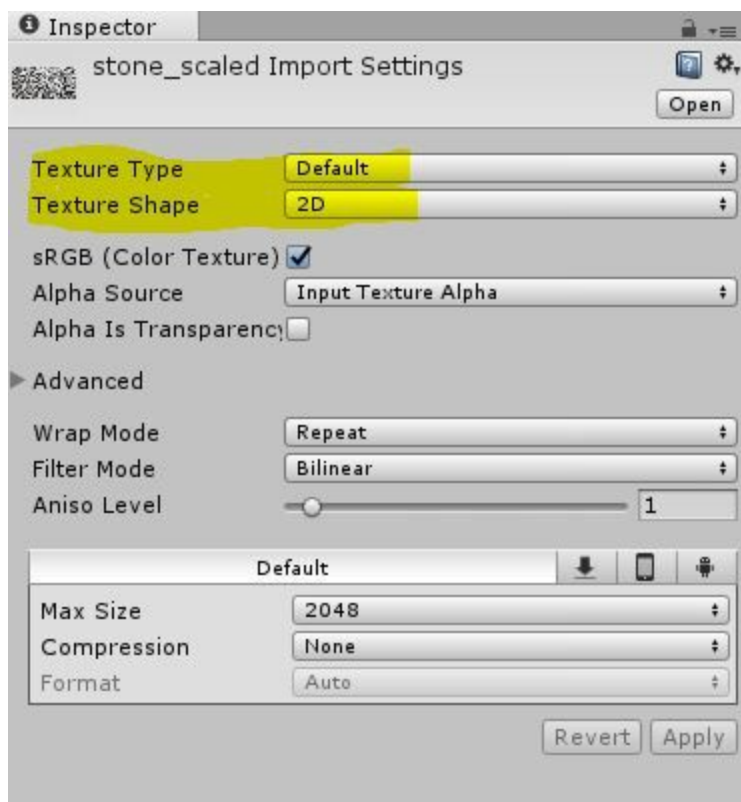 Inspector
stone_scaled Import Settings
Open
Texture Type Default
Texture Shape 2D
sRGB (Color Texture)
Alpha Source Input Texture Alpha
Alpha Is Transparency
Advanced
Wrap Mode Repeat
Filter Mode Bilinear
Aniso Level 1
Default
Max Size 2048
Compression None
Format Auto
Revert Apply